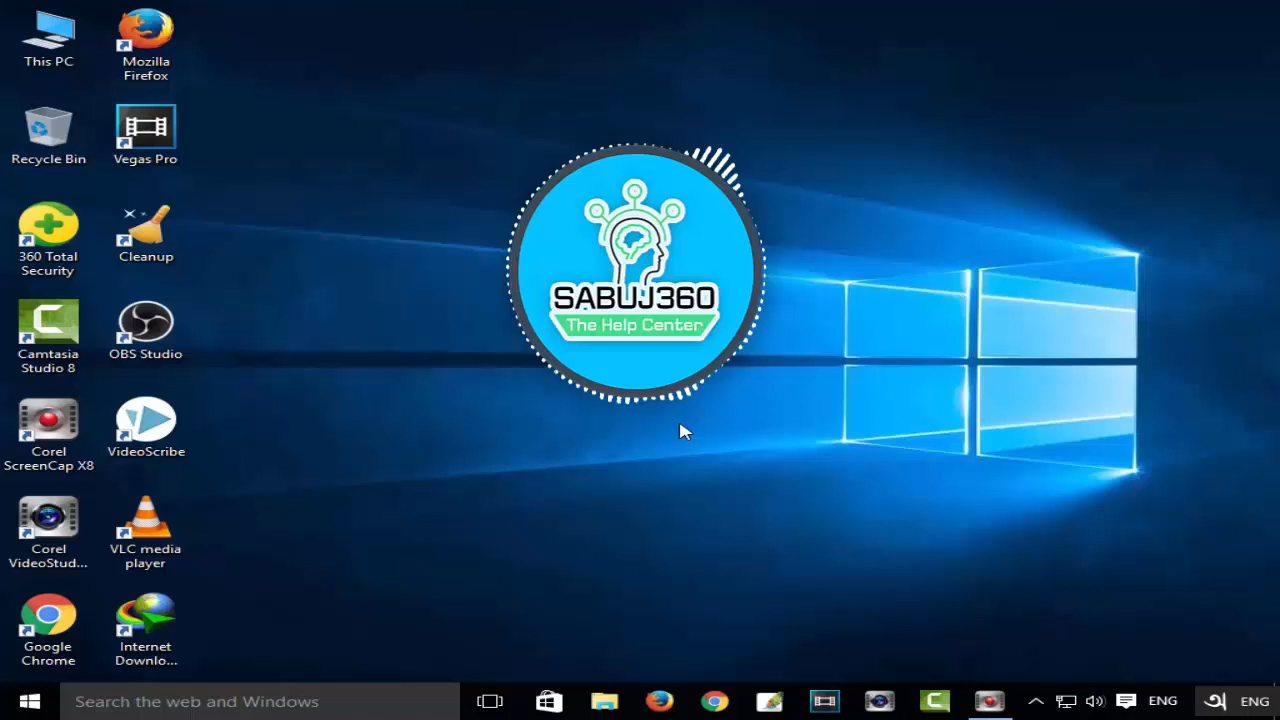 This PC
Mozilla
Firefox
Recycle Bin
Vegas Pro
360 Total
Security
Cleanup
Camtasia
Studio 8
OBS Studio
Corel
ScreenCap X8
VideoScribe
Corel
VideoStud...
VLC media
player
Google
Chrome
Internet
Downlo...
SABUJ360
The Help Center
Search the web and Windows
ENG
অ
ENG